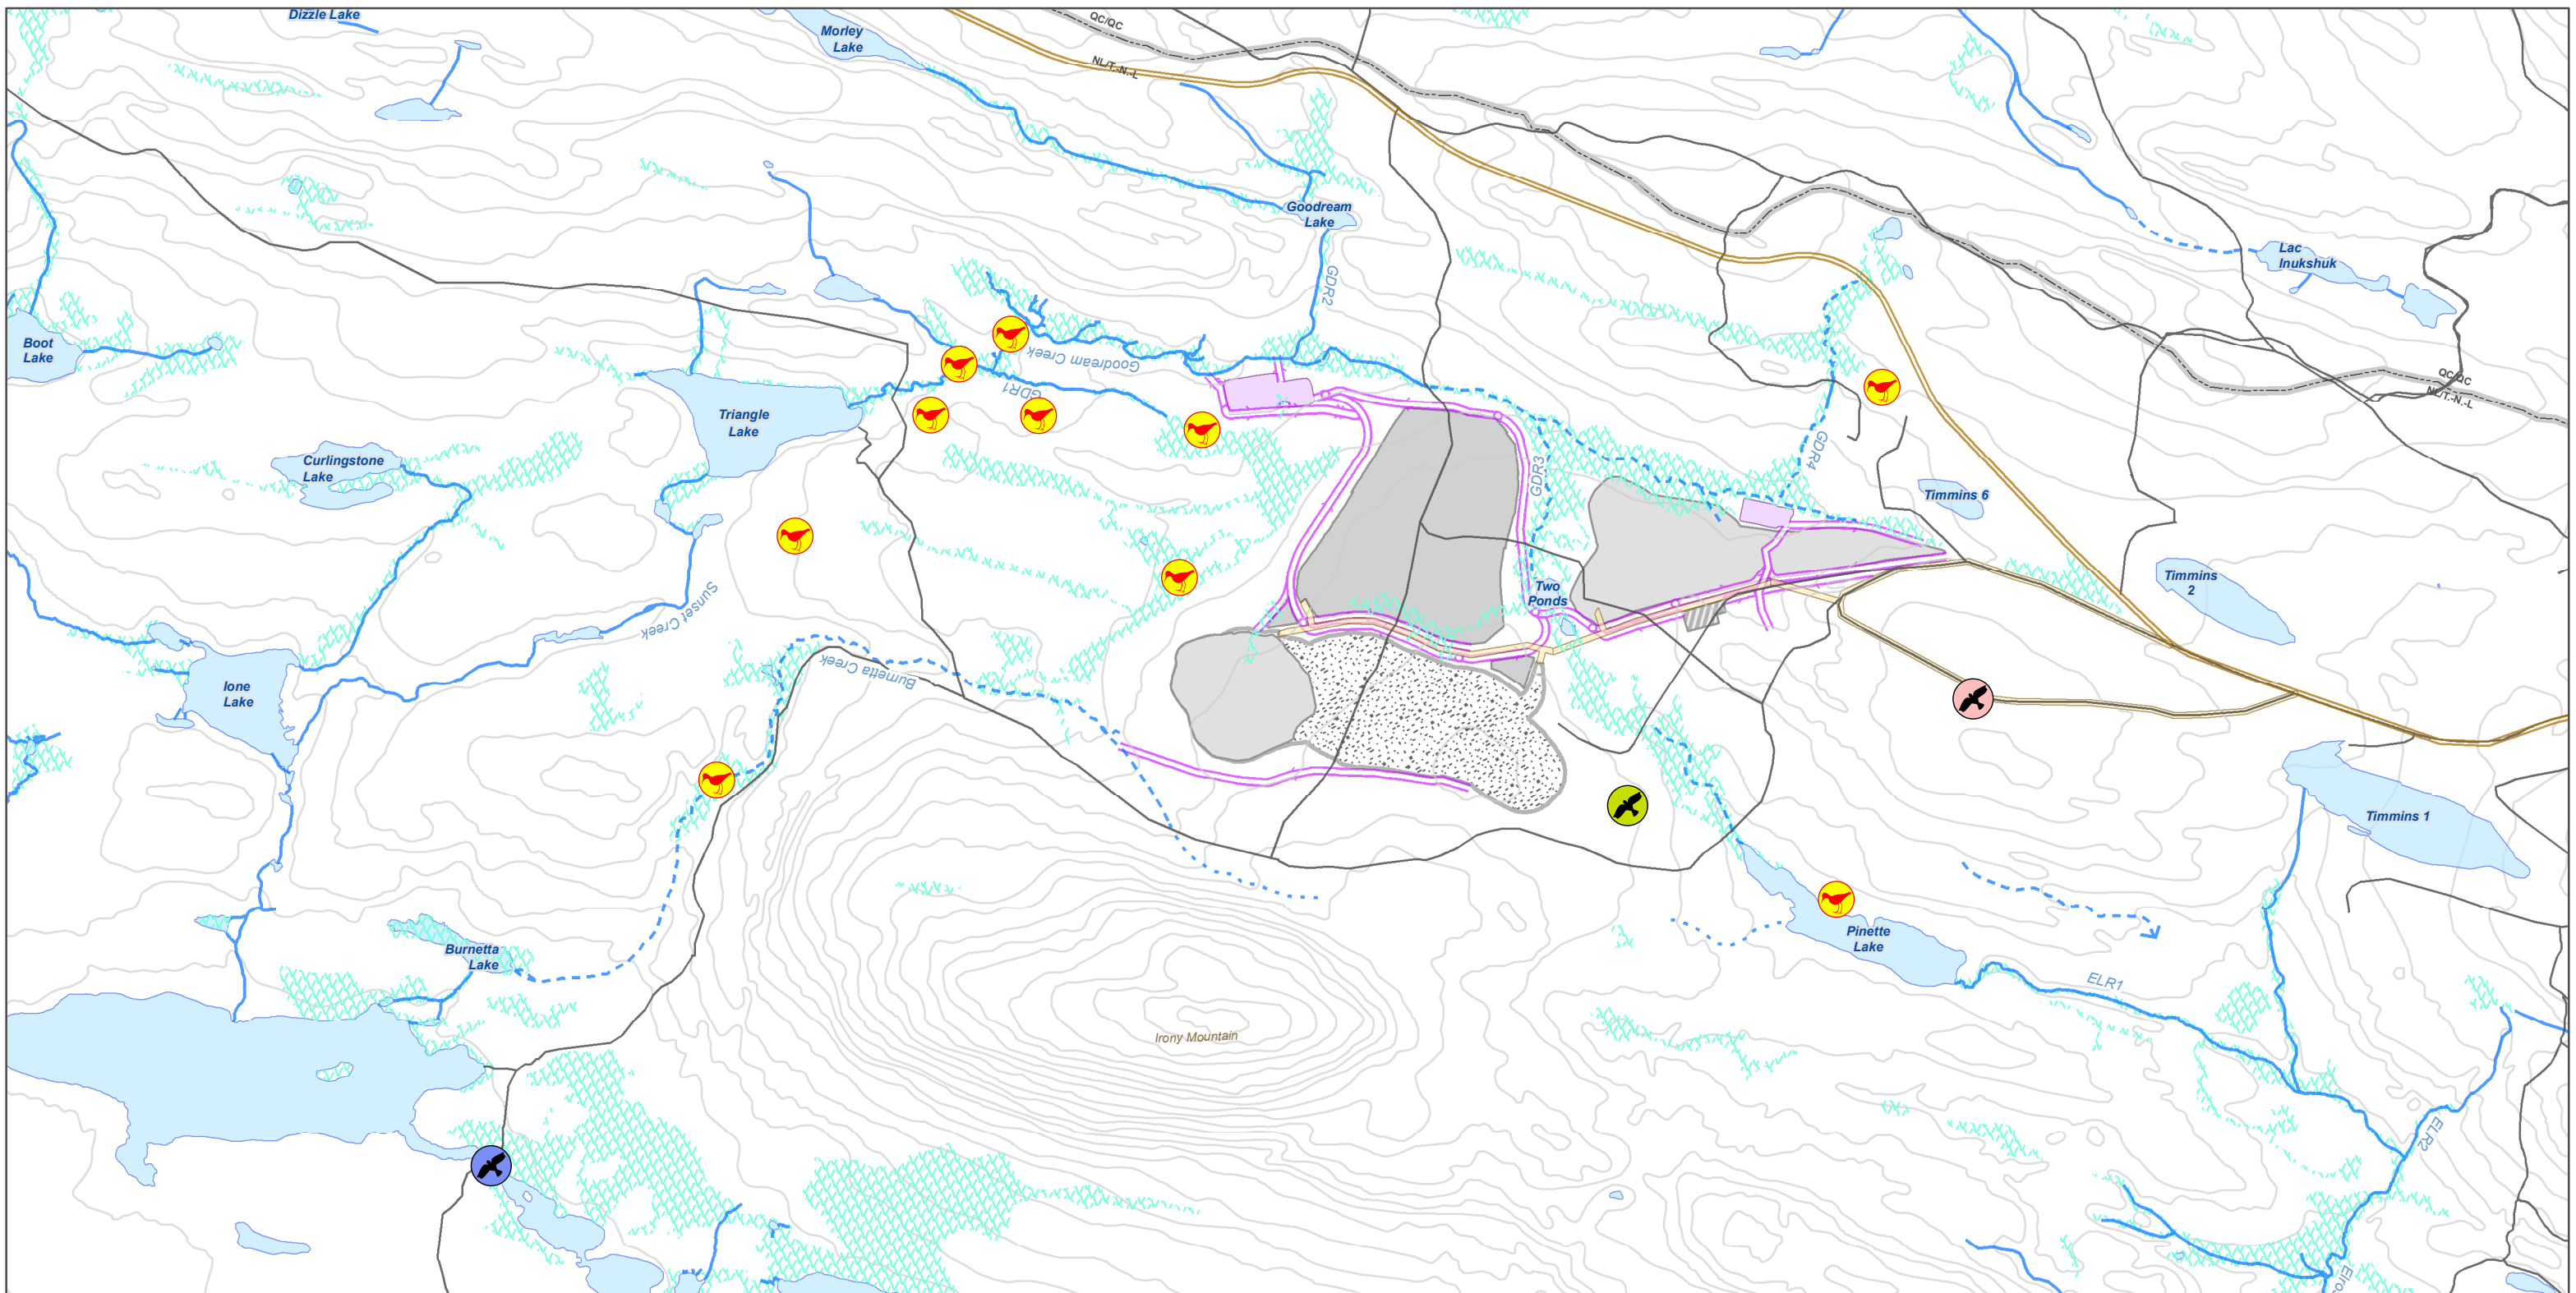 Dizzle Lake
Morley
Lake
QC/QC
NL/T.-N.-L
Goodream
Lake
GDR2
Lac
Inukshuk
Boot
Lake
Goodream Creek
GDR1
QC/QC
NL/T.-N.-L
Triangle
Lake
Curlingstone
Lake
GDR3
GDR4
Timmins 6
Timmins
2
Two
Ponds
Sunset Creek
Burnetta Creek
Ione
Lake
Timmins 1
Pinette
Lake
Burnetta
Lake
ELR1
Irony Mountain
ELR2